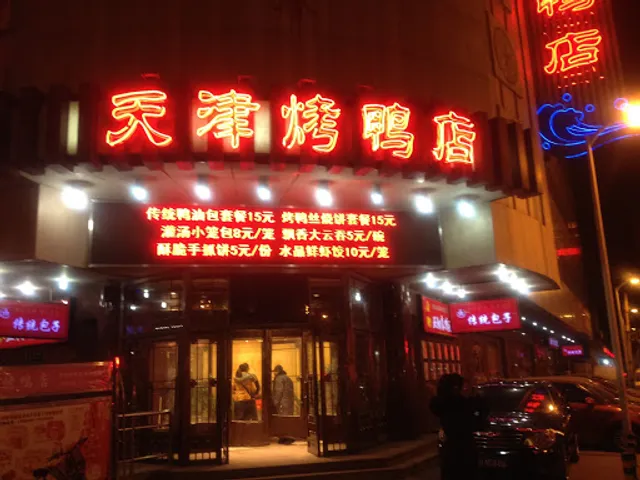 天津烤鸭店
鸭店
传统鸭油包套餐15元 烤鸭丝烧饼套餐15元
灌汤小笼包8元/笼 飘香大云吞5元/碗
酥脆手抓饼5元/份 水晶鲜虾饺10元/笼
传统包子
传统包子